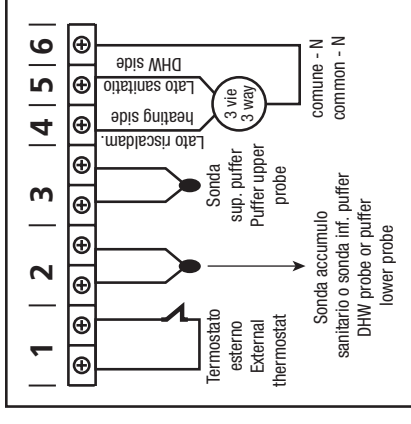 1
2
3
4
5
6
Termostato
esterno
External
thermostat
Sonda accumulo
sanitario o sonda inf. puffer
DHW probe or puffer
lower probe
Sonda
sup. puffer
Puffer upper
probe
Lato riscaldam.
heating side
Lato sanitatio
DHW side
3 vie
3 way
comune - N
common - N